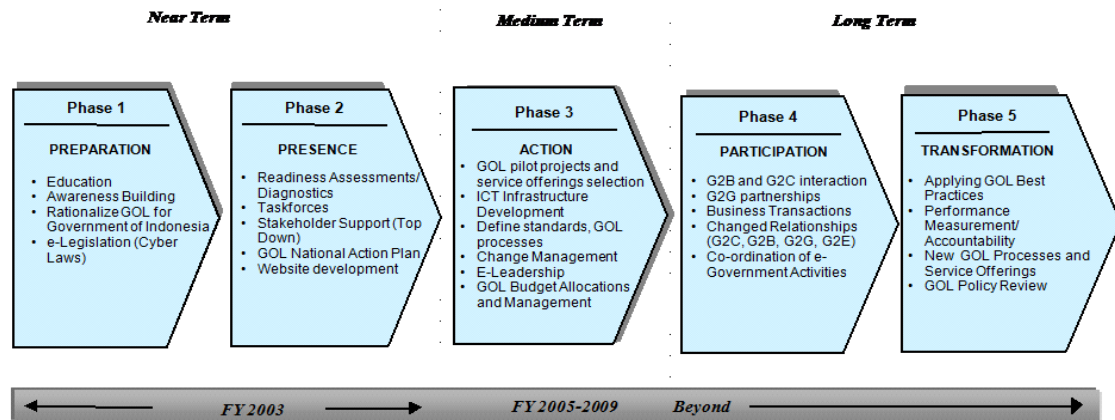 Near Term
Medium Term
Long Term
Phase 1
PREPARATION
• Education
• Awareness Building
• Rationalize GOL for
Government of Indonesia
• e-Legislation (Cyber
Laws)
Phase 2
PRESENCE
• Readiness Assessments/
Diagnostics
• Taskforces
• Stakeholder Support (Top
Down)
• GOL National Action Plan
• Website development
Phase 3
ACTION
• GOL pilot projects and
service offerings selection
• ICT Infrastructure
Development
• Define standards, GOL
processes
• Change Management
• E-Leadership
• GOL Budget Allocations
and Management
Phase 4
PARTICIPATION
• G2B and G2C interaction
• G2G partnerships
• Business Transactions
• Changed Relationships
(G2C, G2B, G2G, G2E)
• Co-ordination of e-
Government Activities
Phase 5
TRANSFORMATION
• Applying GOL Best
Practices
• Performance
Measurement/
Accountability
• New GOL Processes and
Service Offerings
• GOL Policy Review
FY 2003
FY 2005-2009
Beyond